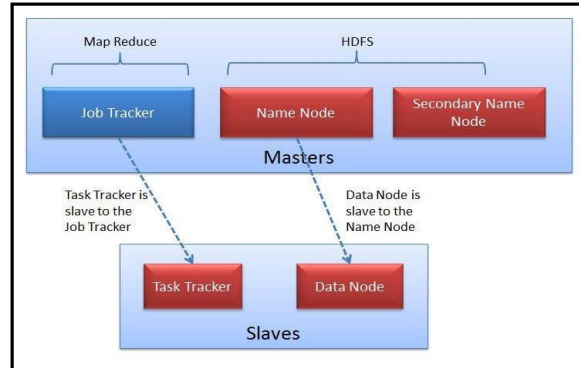 Map Reduce
HDFS
Job Tracker
Name Node
Secondary Name
Node
Masters
Task Tracker is
slave to the
Job Tracker
Data Node is
slave to the
Name Node
Task Tracker
Data Node
Slaves